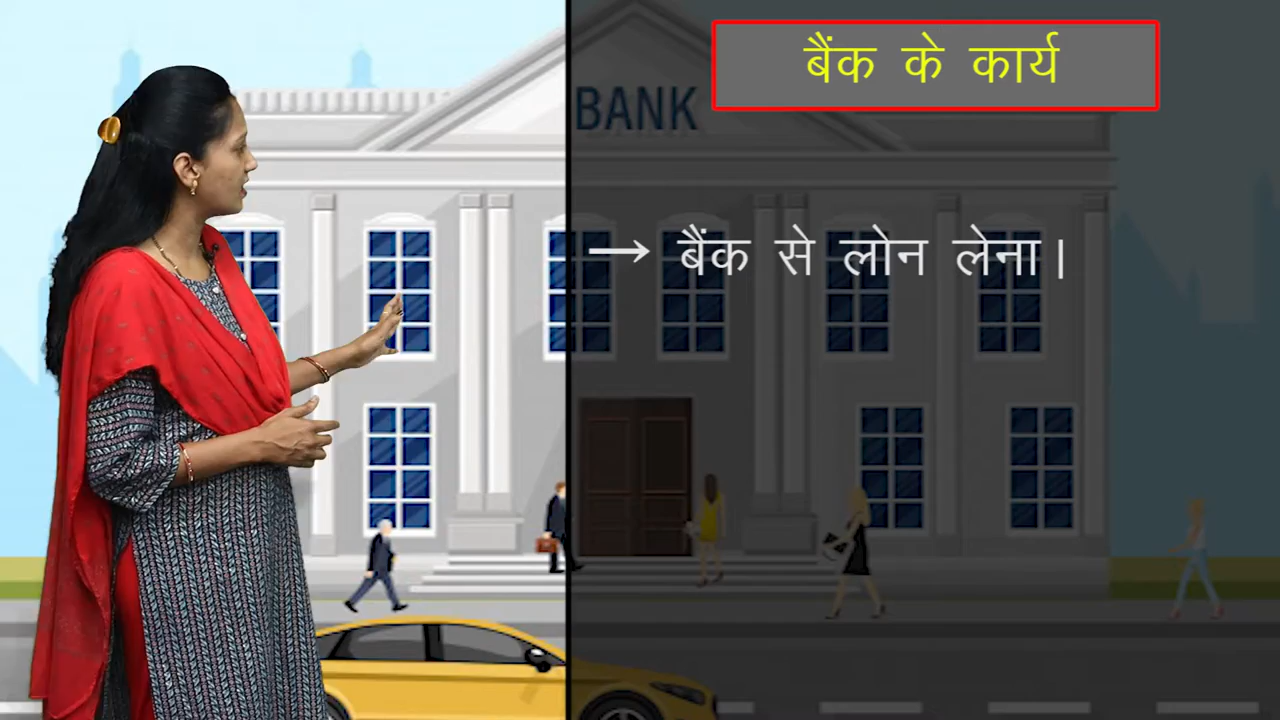 बैंक के कार्य
BANK
→ बैंक से लोन लेना।